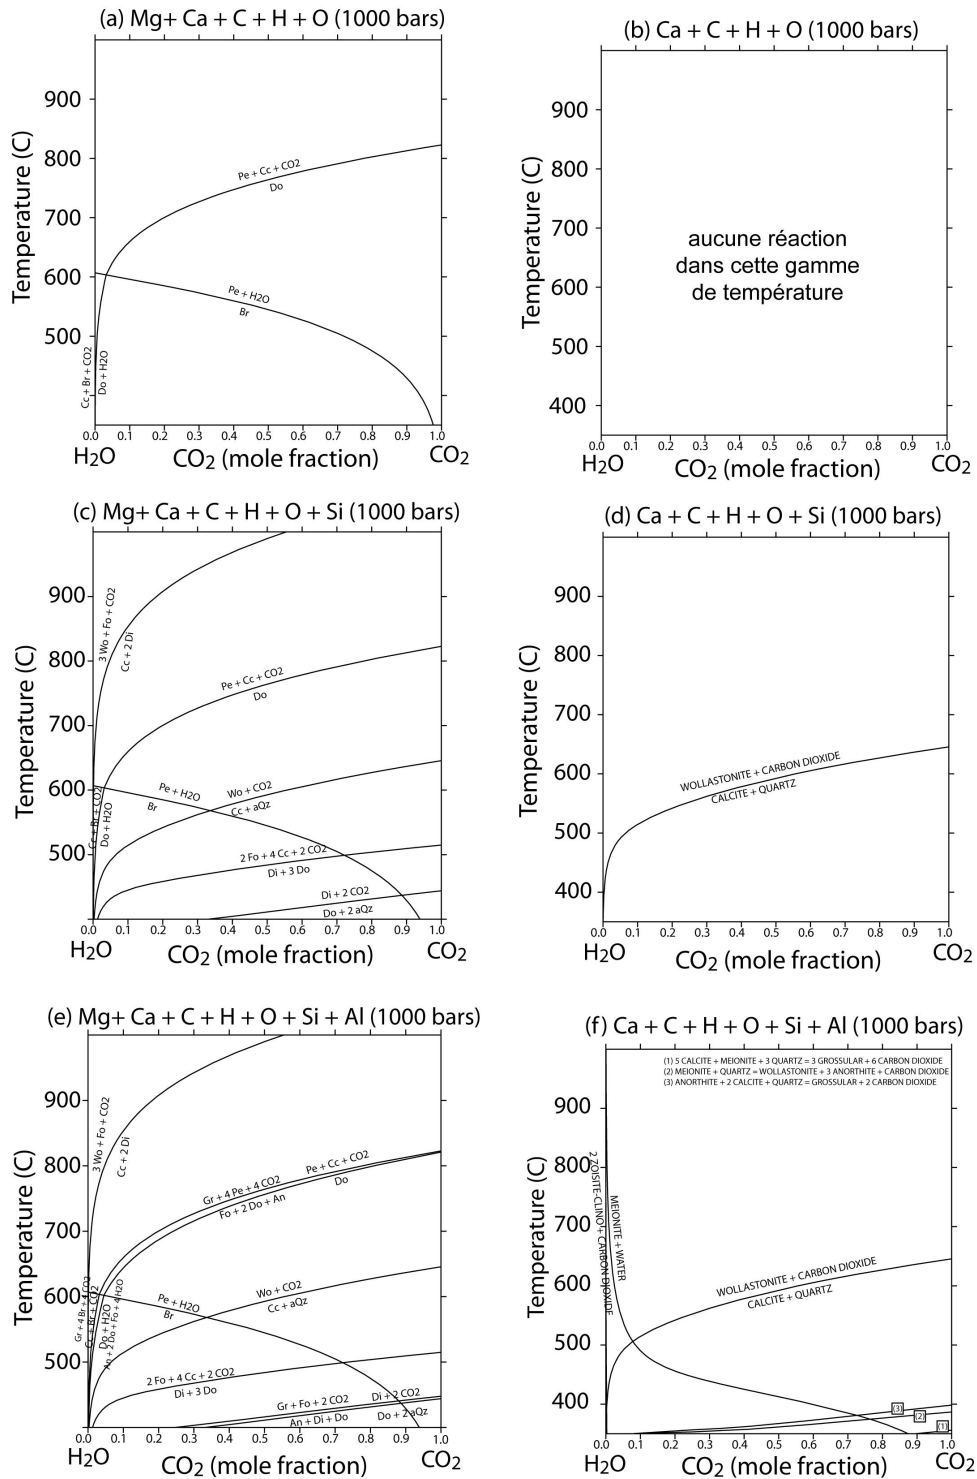 (a) Mg+ Ca + C + H + O (1000 bars)
900
800
700
600
500
Temperature (C)
Pe + Cc + CO2
Do
Pe + H2O
Br
Cc + Br + CO2
Do + H2O
0.0 0.1 0.2 0.3 0.4 0.5 0.6 0.7 0.8 0.9 1.0
H2O CO2 (mole fraction) CO2
(b) Ca + C + H + O (1000 bars)
900
800
700
600
500
400
Temperature (C)
aucune réaction
dans cette gamme
de température
0.0 0.1 0.2 0.3 0.4 0.5 0.6 0.7 0.8 0.9 1.0
H2O CO2 (mole fraction) CO2
(c) Mg+ Ca + C + H + O + Si (1000 bars)
900
800
700
600
500
Temperature (C)
3 Wo + Fo + CO2
Cc + 2 Di
Pe + Cc + CO2
Do
Pe + H2O
Br
Wo + CO2
Cc + aQz
Cc + Br + CO2
Do + H2O
2 Fo + 4 Cc + 2 CO2
Di + 3 Do
Di + 2 CO2
Do + 2 aQz
0.0 0.1 0.2 0.3 0.4 0.5 0.6 0.7 0.8 0.9 1.0
H2O CO2 (mole fraction) CO2
(d) Ca + C + H + O + Si (1000 bars)
900
800
700
600
500
400
Temperature (C)
WOLLASTONITE + CARBON DIOXIDE
CALCITE + QUARTZ
0.0 0.1 0.2 0.3 0.4 0.5 0.6 0.7 0.8 0.9 1.0
H2O CO2 (mole fraction) CO2
(e) Mg+ Ca + C + H + O + Si + Al (1000 bars)
900
800
700
600
500
Temperature (C)
3 Wo + Fo + CO2
Cc + 2 Di
Pe + Cc + CO2
Do
Gr + 4 Pe + 4 CO2
Fo + 2 Do + An
Gr + 4 Br + 4 CO2
Cc + Br + CO2
Do + H2O
An + 2 Do + Fo + 4 H2O
Pe + H2O
Br
Wo + CO2
Cc + aQz
2 Fo + 4 Cc + 2 CO2
Di + 3 Do
Gr + Fo + 2 CO2
An + Di + Do
Di + 2 CO2
Do + 2 aQz
0.0 0.1 0.2 0.3 0.4 0.5 0.6 0.7 0.8 0.9 1.0
H2O CO2 (mole fraction) CO2
(f) Ca + C + H + O + Si + Al (1000 bars)
(1) 5 CALCITE + MEIONITE + 3 QUARTZ = 3 GROSSULAR + 6 CARBON DIOXIDE
(2) MEIONITE + QUARTZ = WOLLASTONITE + 3 ANORTHITE + CARBON DIOXIDE
(3) ANORTHITE + 2 CALCITE + QUARTZ = GROSSULAR + 2 CARBON DIOXIDE
900
800
700
600
500
400
Temperature (C)
2 ZOISITE-CLINO + CARBON DIOXIDE
MEIONITE + WATER
WOLLASTONITE + CARBON DIOXIDE
CALCITE + QUARTZ
(3)
(2)
(1)
0.0 0.1 0.2 0.3 0.4 0.5 0.6 0.7 0.8 0.9 1.0
H2O CO2 (mole fraction) CO2